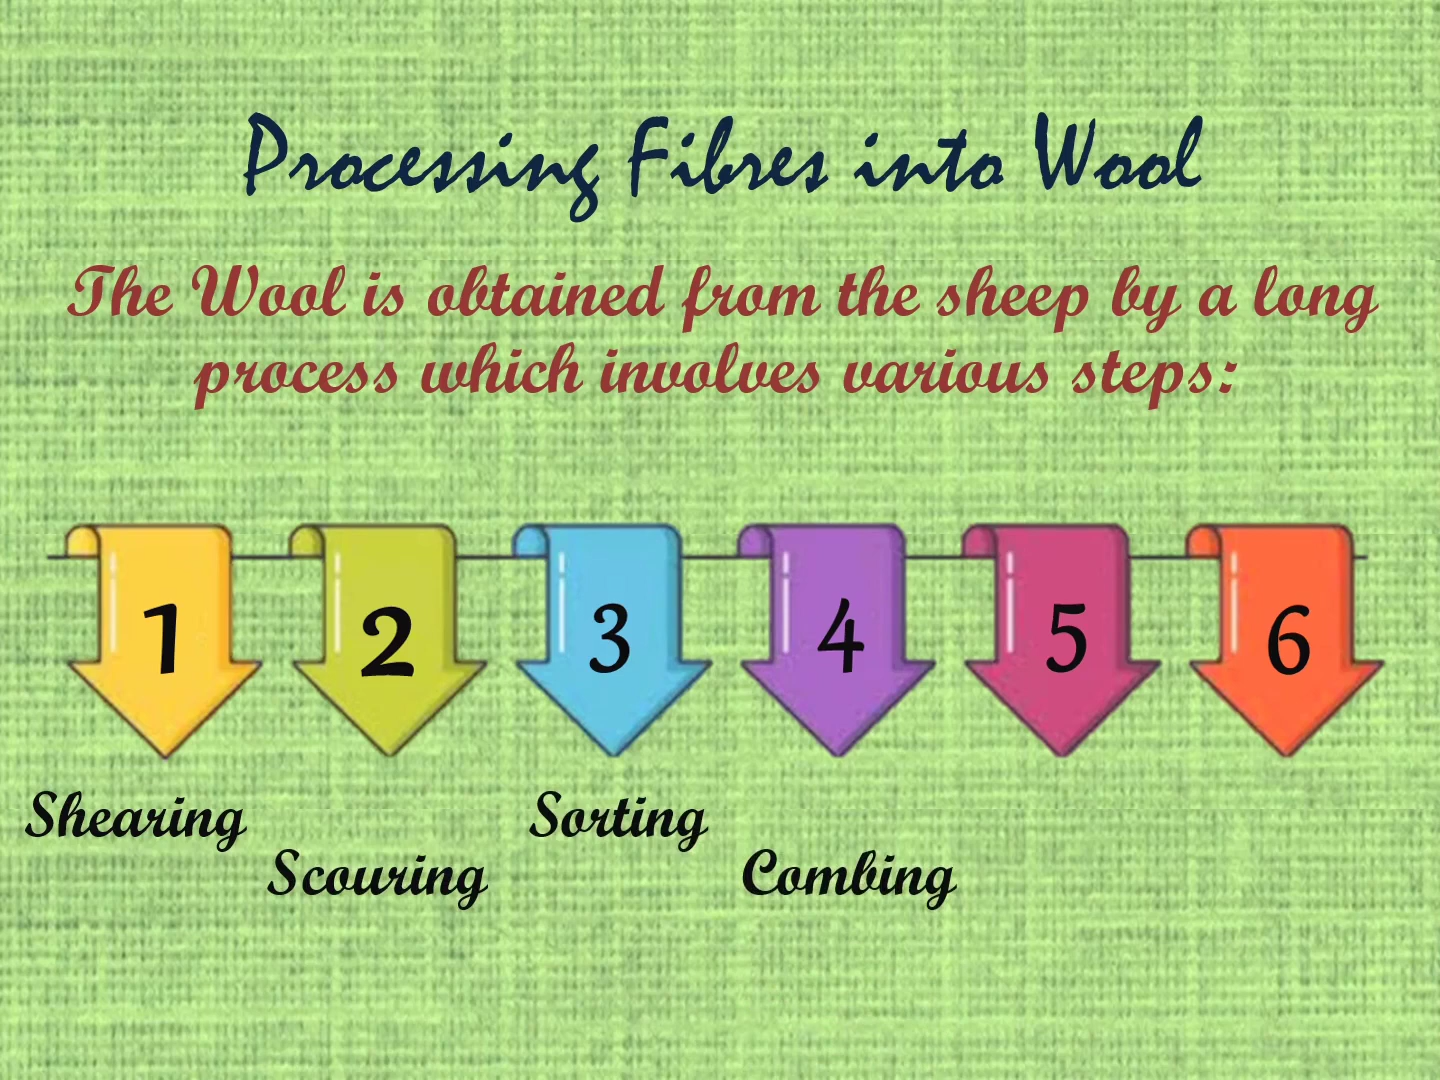 Processing Fibres into Wool
The Wool is obtained from the sheep by a long
process which involves various steps:
1 2 3 4 5 6
Shearing Sorting
Scouring Combing